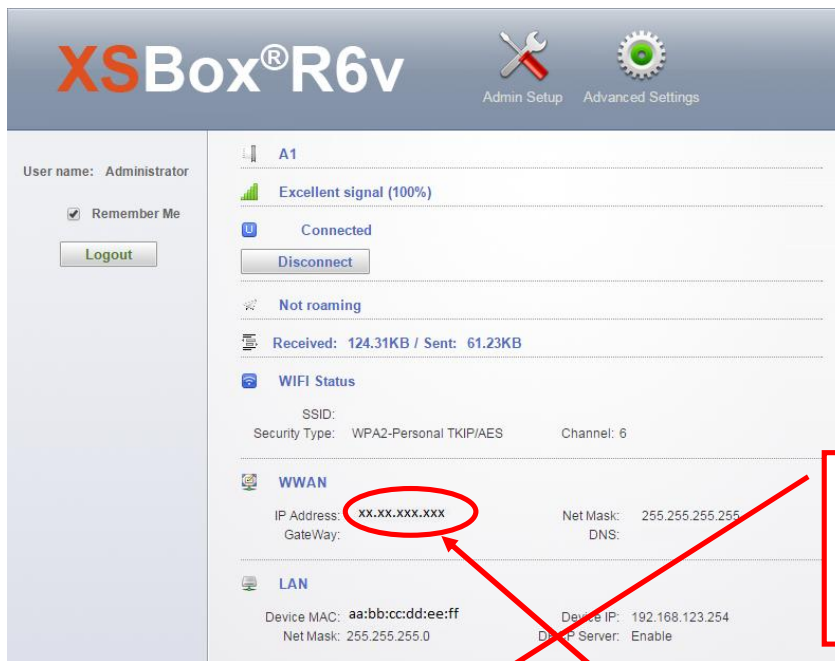 XSBox®R6v
Admin Setup Advanced Settings
User name: Administrator
Remember Me
Logout
A1
Excellent signal (100%)
U Connected
Disconnect
Not roaming
Received: 124.31KB / Sent: 61.23KB
WIFI Status
SSID:
Security Type: WPA2-Personal TKIP/AES Channel: 6
WWAN
IP Address: xx.xx.xxx.xxx Net Mask: 255.255.255.255
GateWay: DNS:
LAN
Device MAC: aa:bb:cc:dd:ee:ff Device IP: 192.168.123.254
Net Mask: 255.255.255.0 DHCP Server: Enable